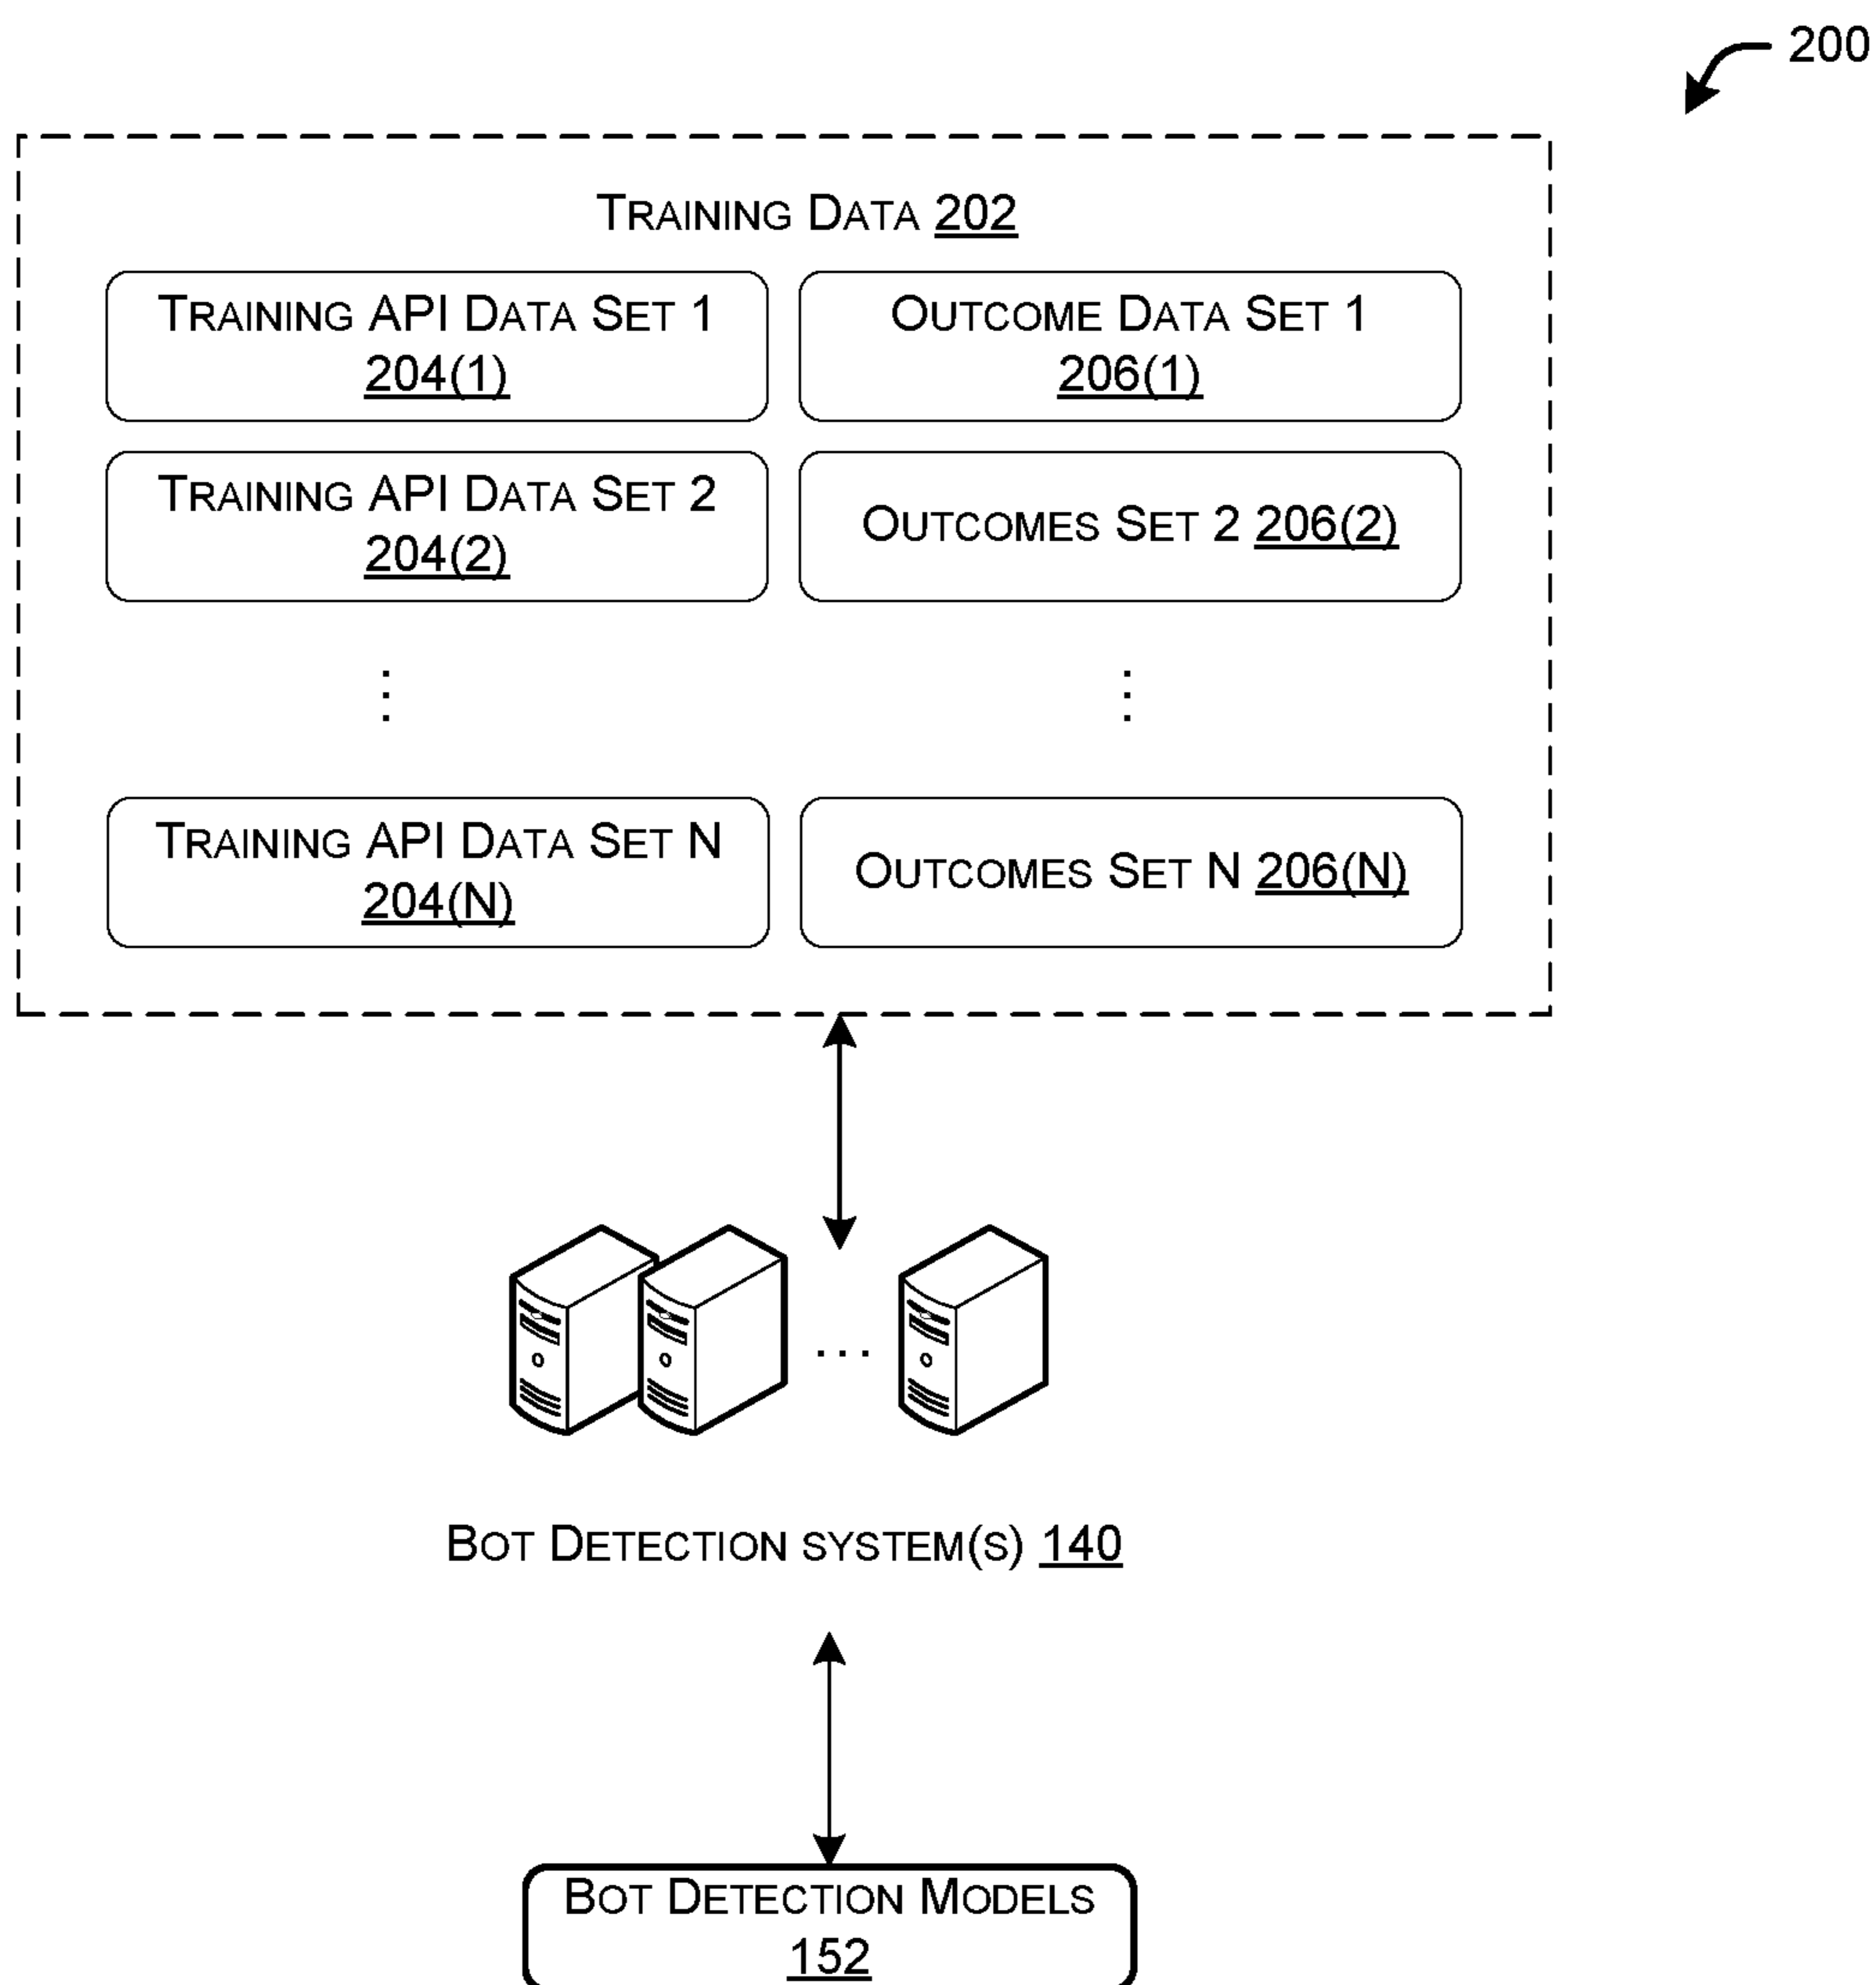 200
TRAINING DATA 202
TRAINING API DATA SET 1
204(1)
OUTCOME DATA SET 1
206(1)
TRAINING API DATA SET 2
204(2)
OUTCOMES SET 2 206(2)
TRAINING API DATA SET N
204(N)
OUTCOMES SET N 206(N)
...
BOT DETECTION SYSTEM(S) 140
BOT DETECTION MODELS
152